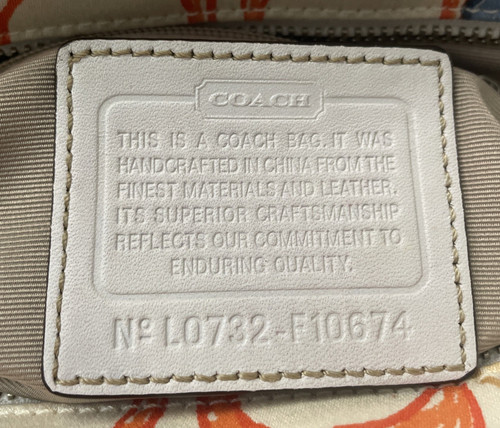 COACH
THIS IS A COACH BAG. IT WAS
HANDCRAFTED IN CHINA FROM THE
FINEST MATERIALS AND LEATHER.
ITS SUPERIOR CRAFTSMANSHIP
REFLECTS OUR COMMITMENT TO
ENDURING QUALITY.
Nº L0732-F10674